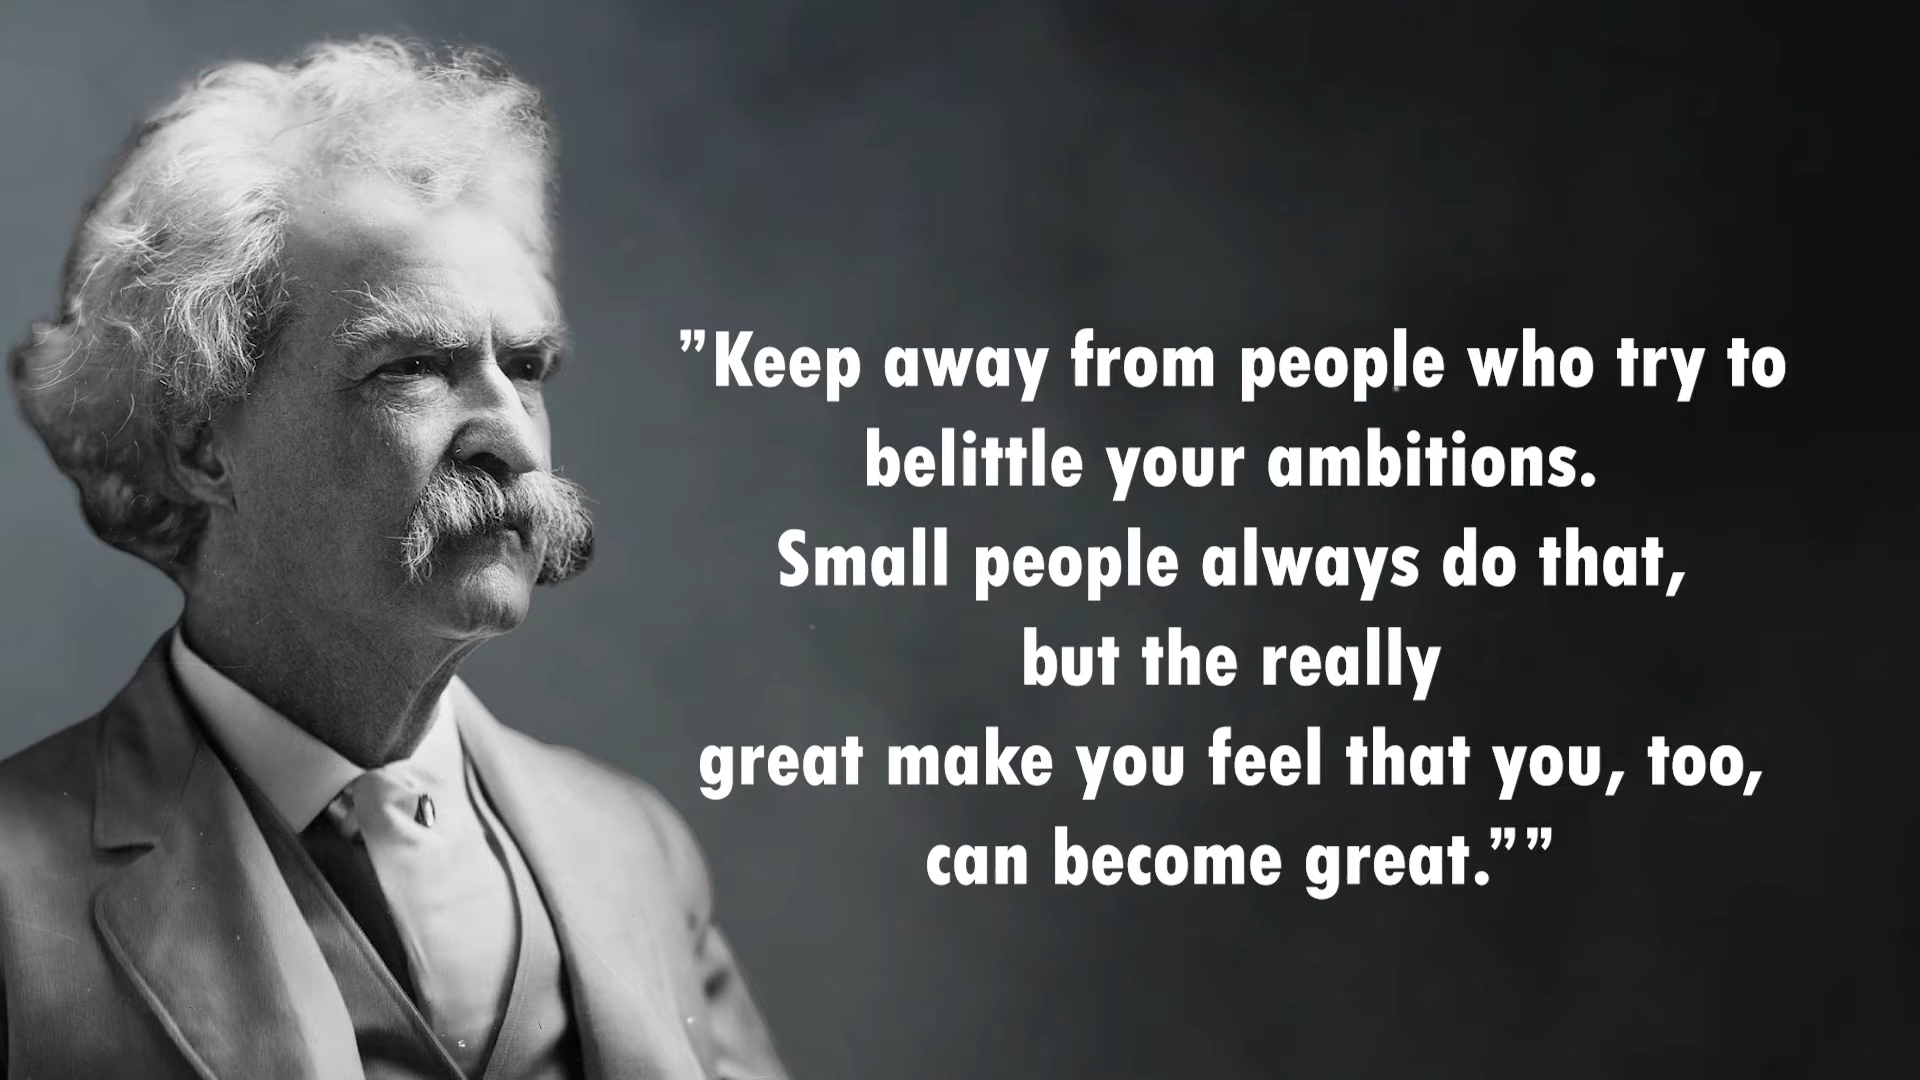 ”Keep away from people who try to
belittle your ambitions.
Small people always do that,
but the really
great make you feel that you, too,
can become great.””